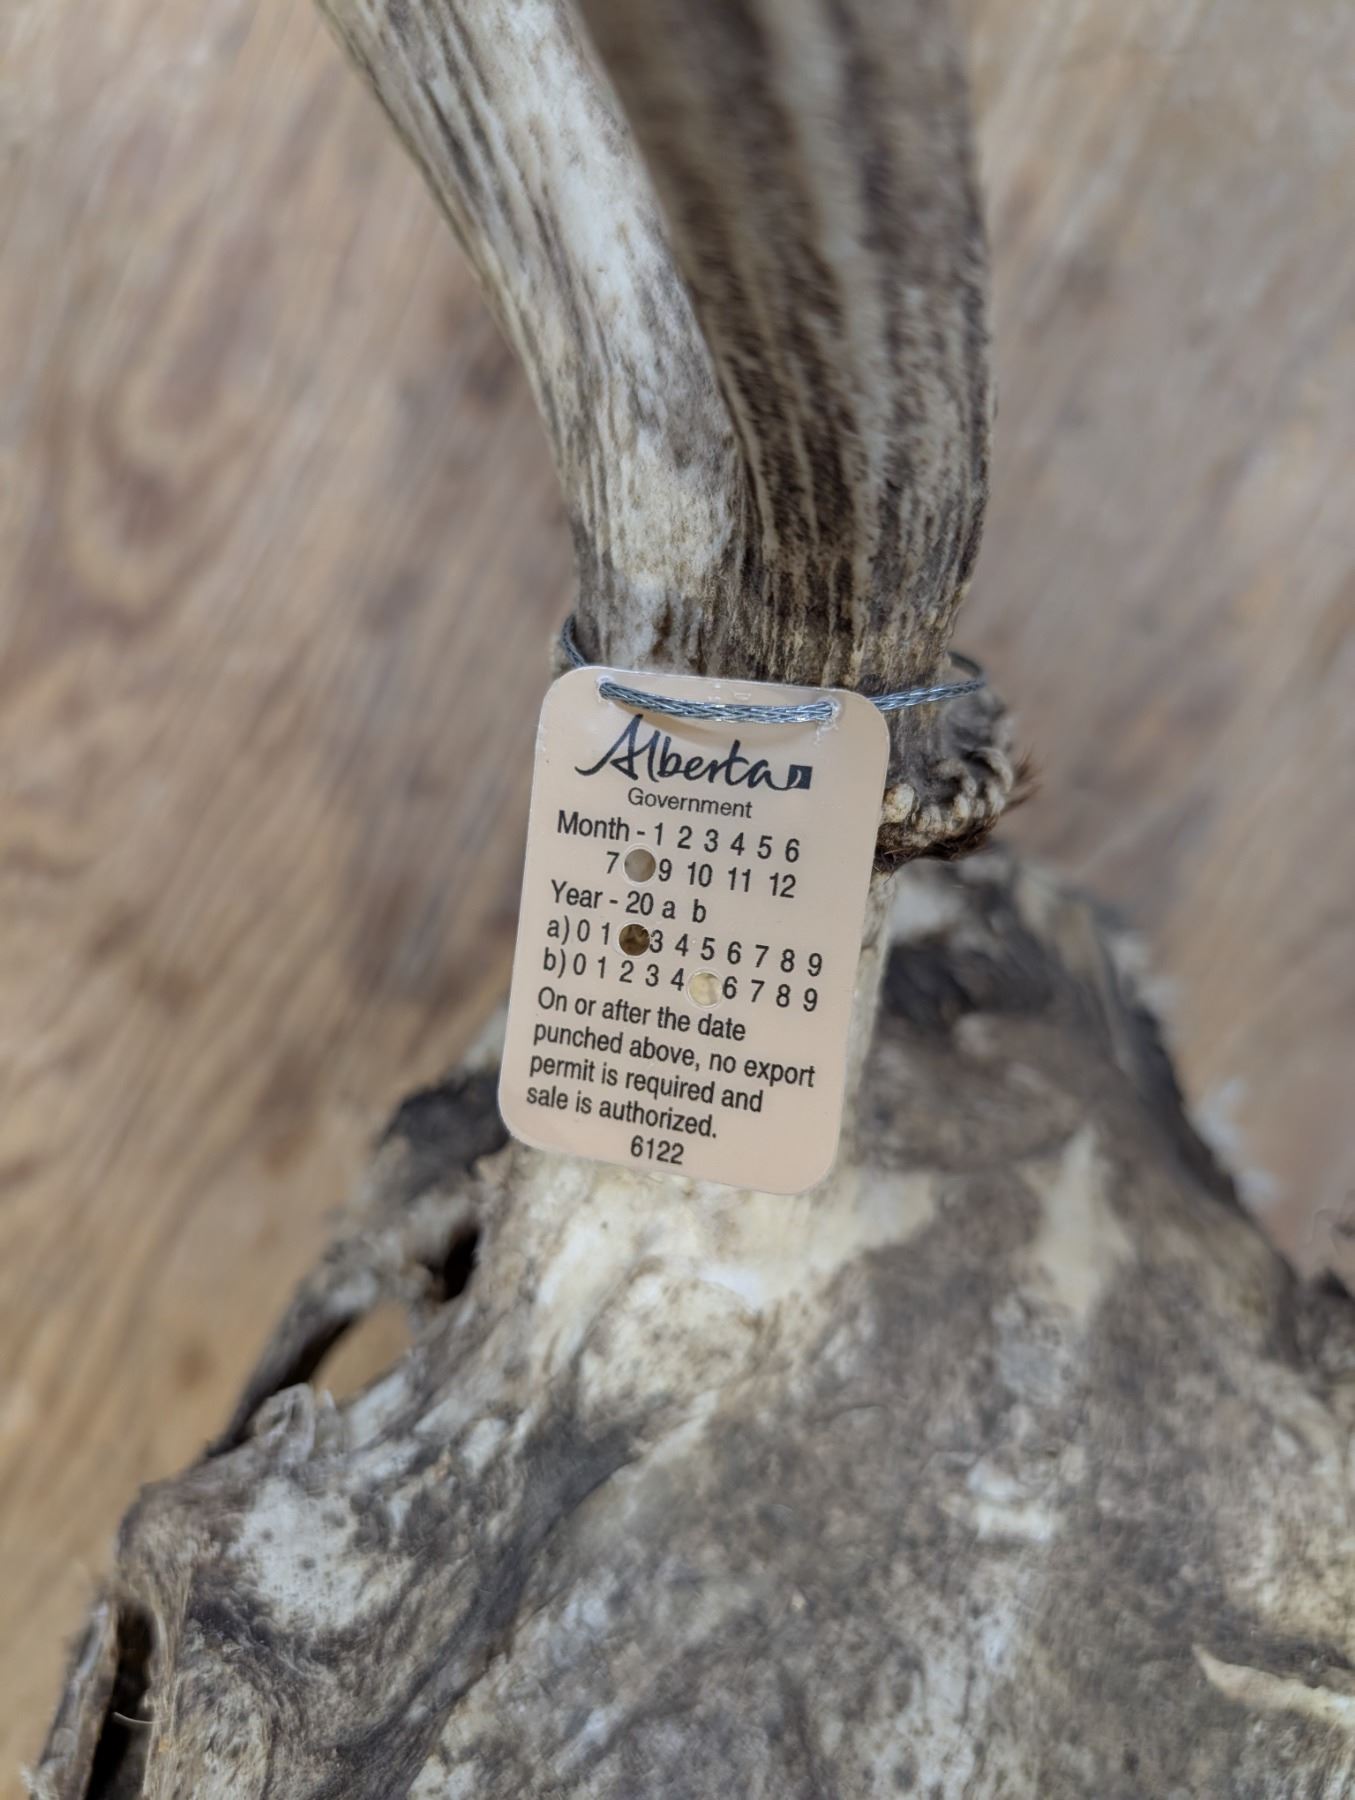 Alberta
Government
Month - 1 2 3 4 5 6
7 9 10 11 12
Year - 20 a b
a) 0 1 3 4 5 6 7 8 9
b) 0 1 2 3 4 6 7 8 9
On or after the date
punched above, no export
permit is required and
sale is authorized.
6122